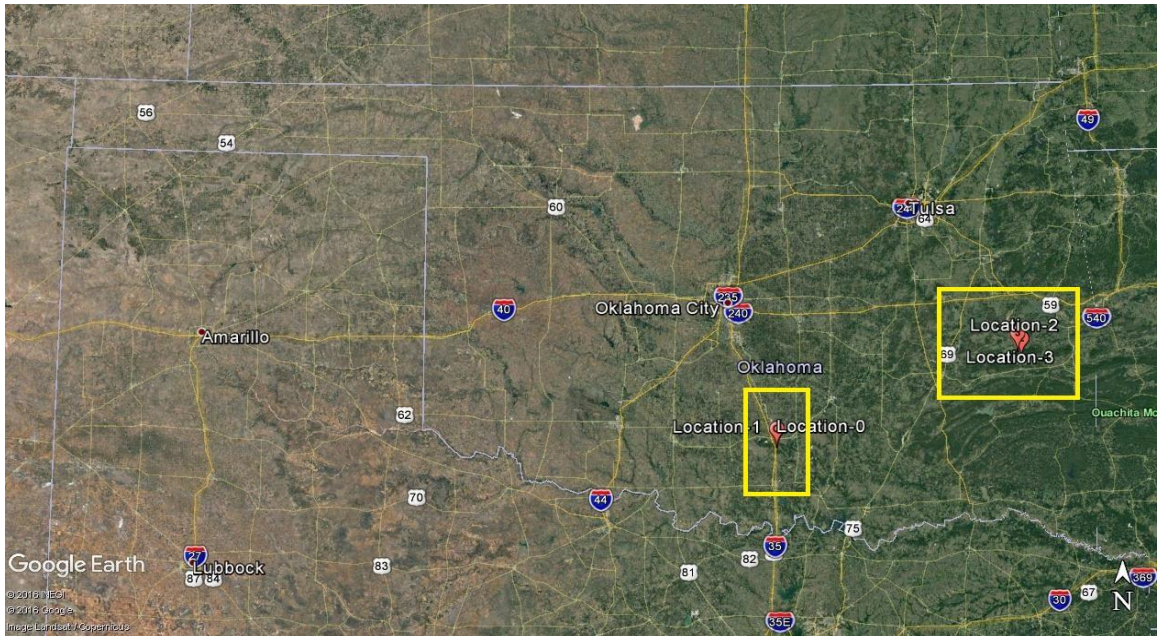 56
54
49
60
244
Tulsa
64
235
Oklahoma City
240
40
59
540
Location-2
Location-3
69
Amarillo
Oklahoma
62
Ouachita Mo
Location-1
Location-0
70
44
75
35
82
81
83
27
Lubbock
87
84
Google Earth
© 2016 INEGI
© 2016 Google
Image Landsat / Copernicus
369
67
30
N
35E